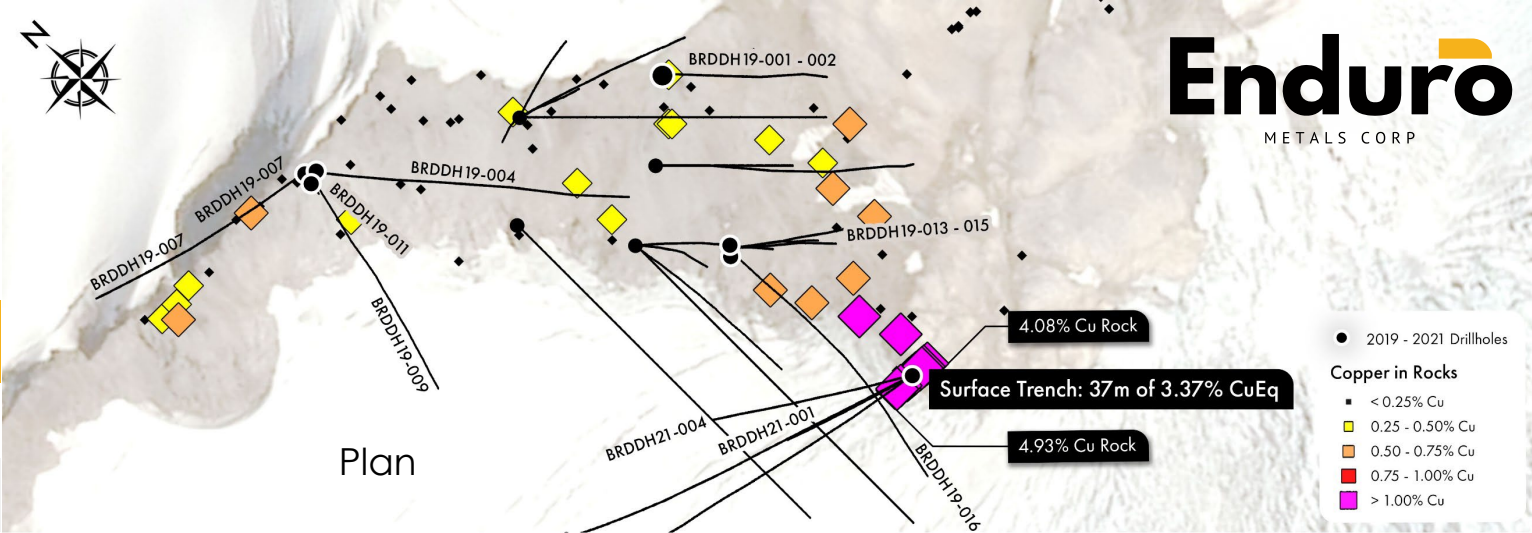 N
BRDDH19-001 - 002
Enduro
METALS CORP
BRDDH19-007
BRDDH19-004
BRDDH19-011
BRDDH19-013 - 015
BRDDH19-007
BRDDH19-009
4.08% Cu Rock
2019 - 2021 Drillholes
Copper in Rocks
Surface Trench: 37m of 3.37% CuEq
< 0.25% Cu
0.25 - 0.50% Cu
BRDDH21-004
BRDDH21-001
4.93% Cu Rock
0.50 - 0.75% Cu
Plan
BRDDH19-016
0.75 - 1.00% Cu
> 1.00% Cu